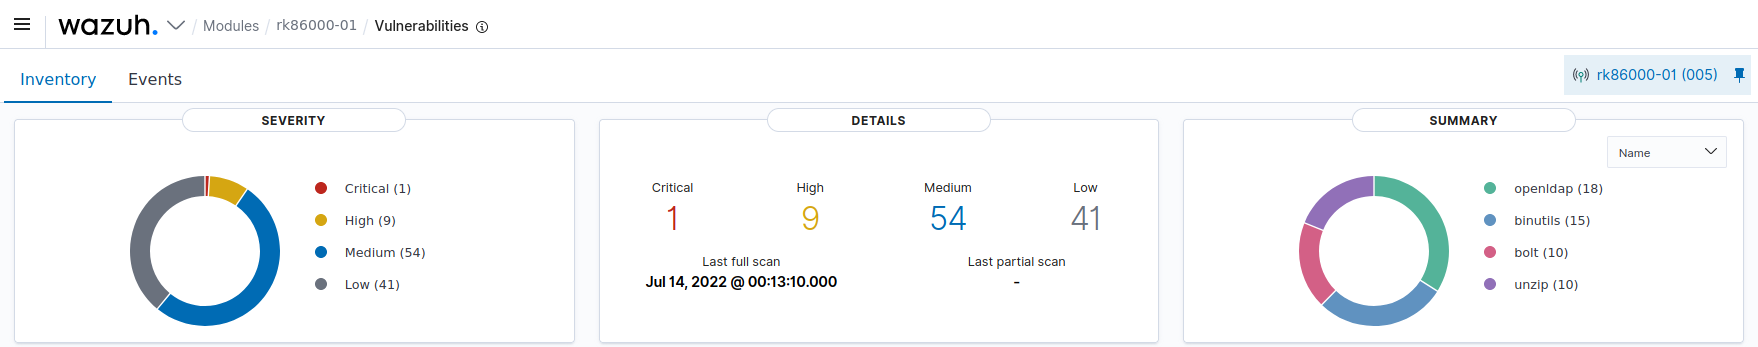 wazuh. / Modules / rk86000-01 / Vulnerabilities
Inventory Events
rk86000-01 (005)
SEVERITY
Critical (1)
High (9)
Medium (54)
Low (41)
DETAILS
Critical High Medium Low
1 9 54 41
Last full scan Last partial scan
Jul 14, 2022 @ 00:13:10.000 -
SUMMARY
Name
openldap (18)
binutils (15)
bolt (10)
unzip (10)